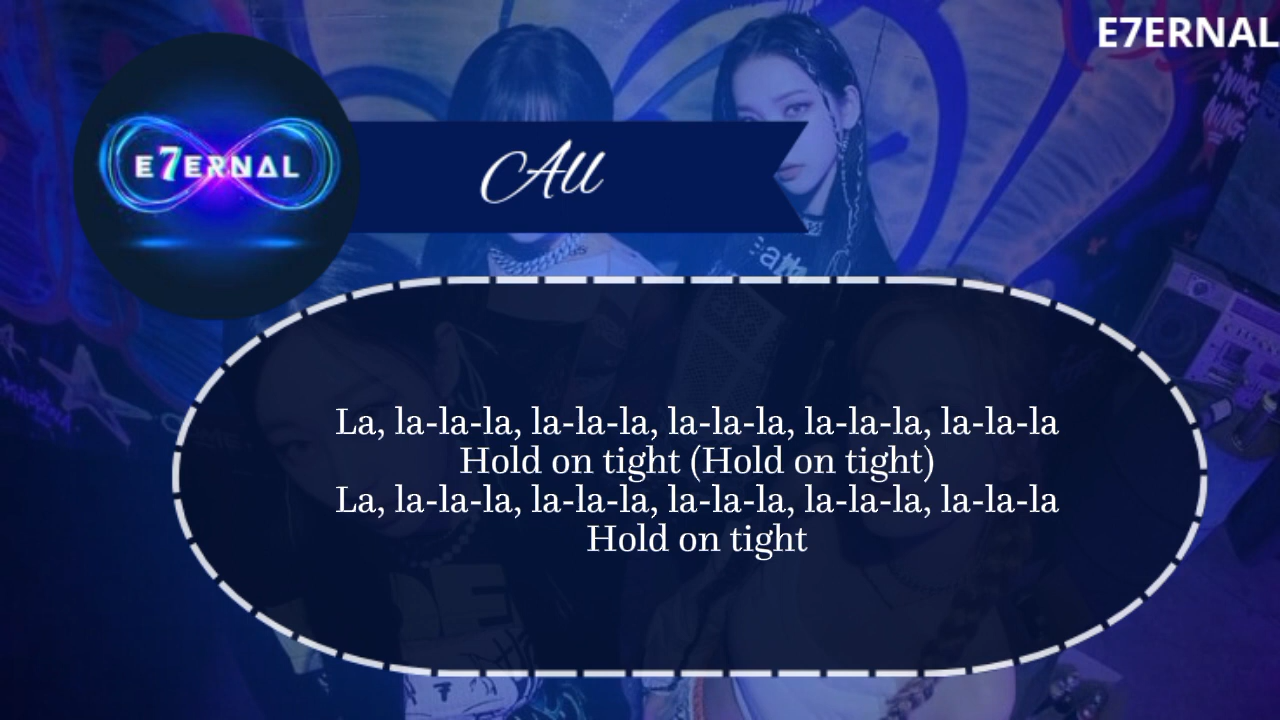 E7ERNAL
E7ERNAL
All
La, la-la-la, la-la-la, la-la-la, la-la-la, la-la-la
Hold on tight (Hold on tight)
La, la-la-la, la-la-la, la-la-la, la-la-la, la-la-la
Hold on tight